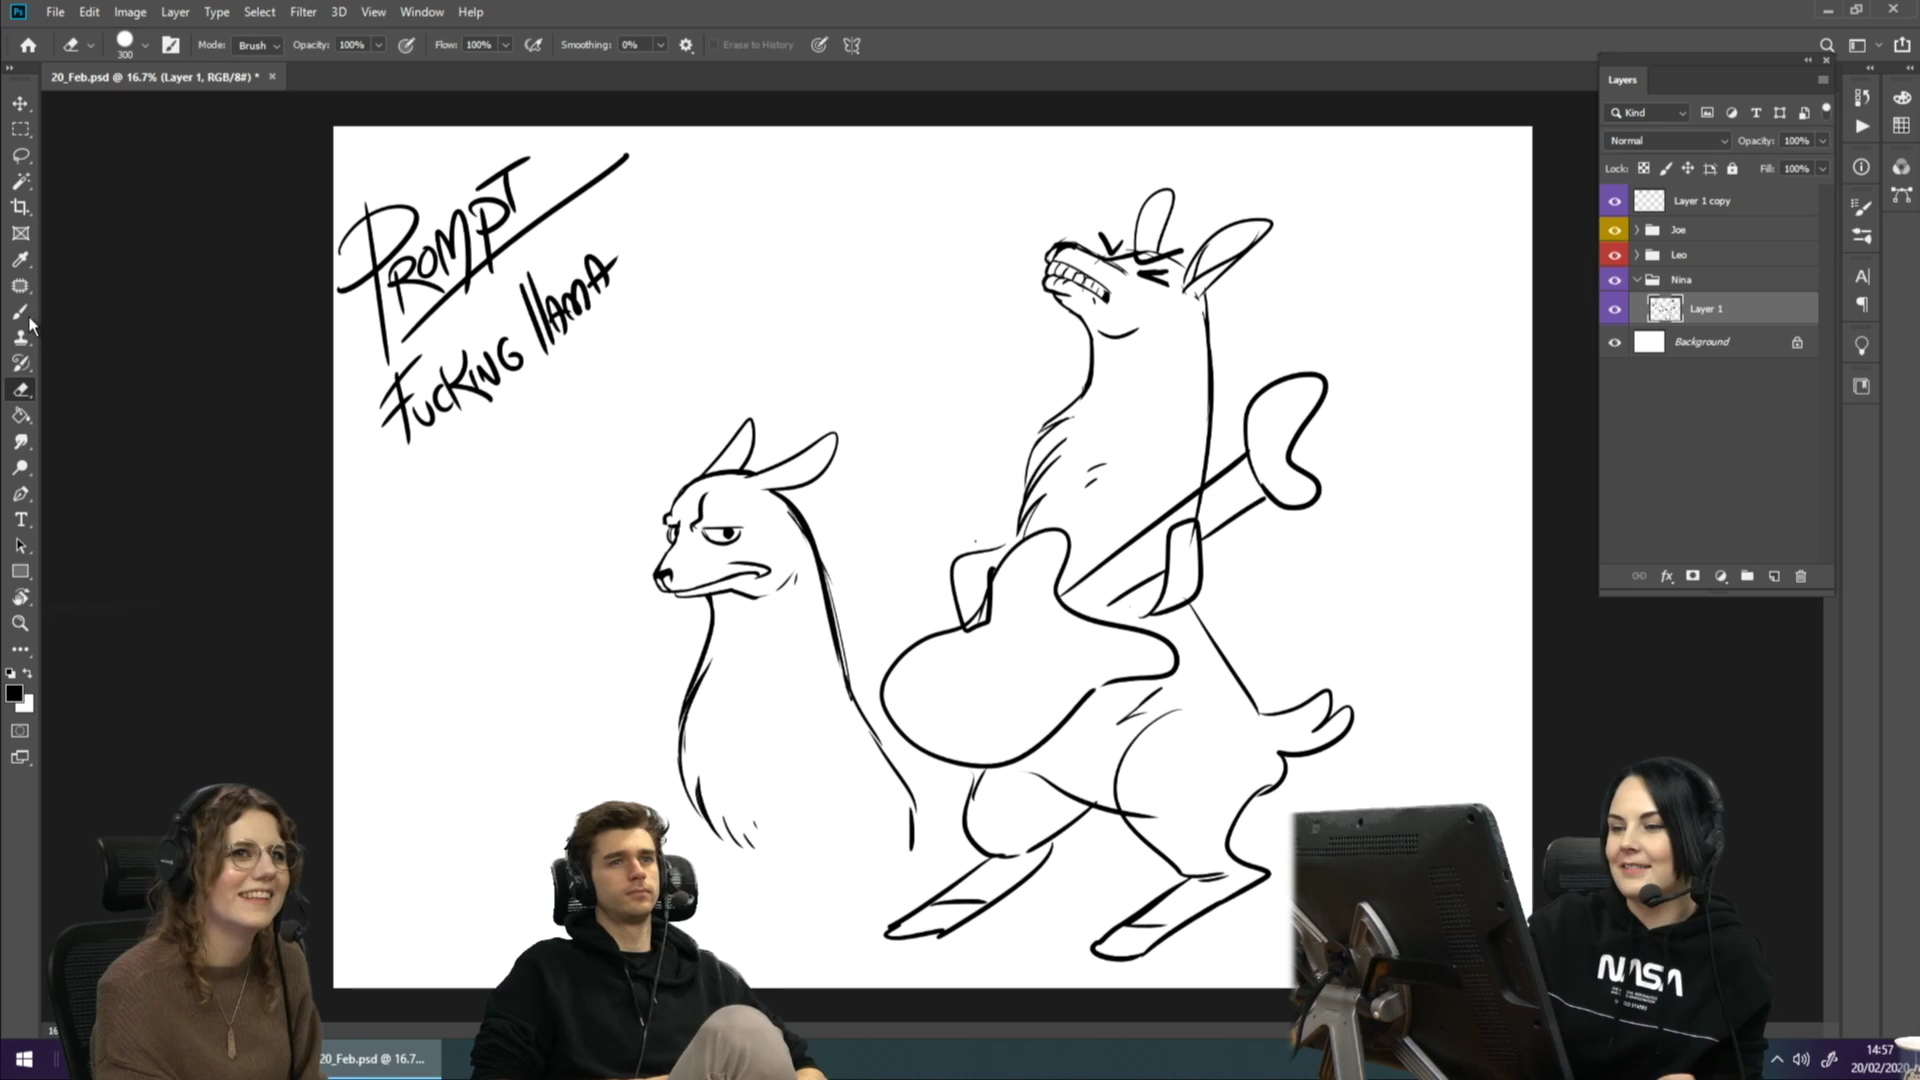 Ps File Edit Image Layer Type Select Filter 3D View Window Help
300 Mode: Brush Opacity: 100% Flow: 100% Smoothing: 0% Erase to History
20_Feb.psd @ 16.7% (Layer 1, RGB/8#) *
Layers
Kind
Normal Opacity: 100%
Lock: Fill: 100%
Layer 1 copy
Joe
Leo
Nina
Layer 1
Background
PROMPT
FUCKING llAMA
NASA
16
20_Feb.psd @ 16.7...
14:57
20/02/2020